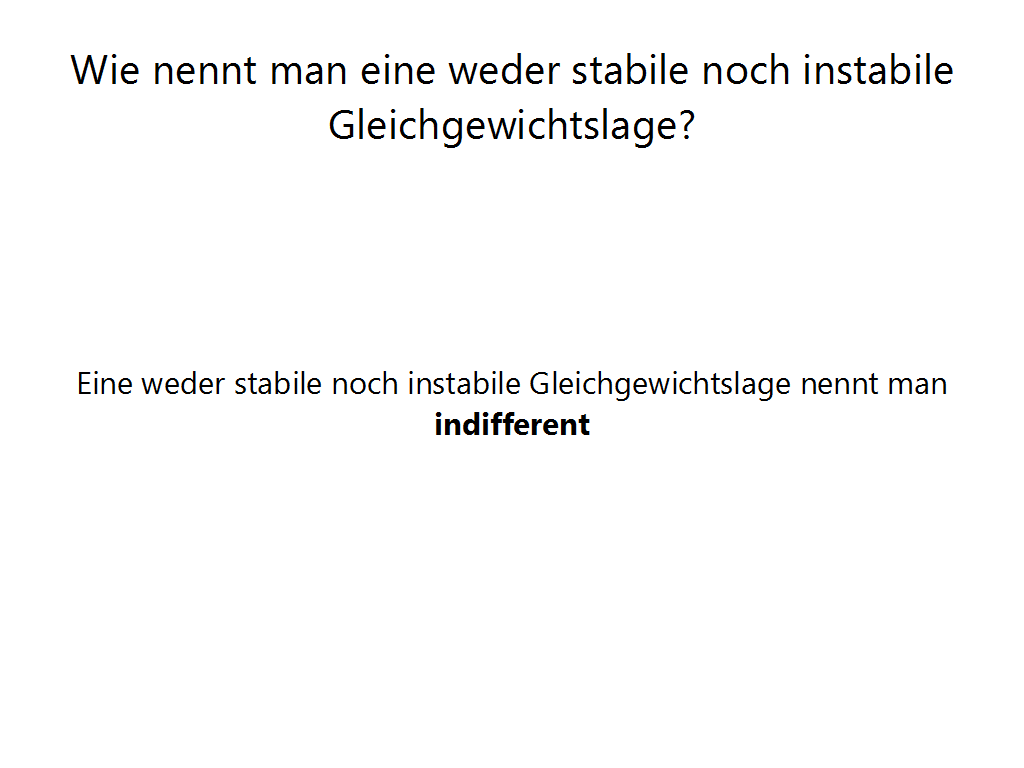 Wie nennt man eine weder stabile noch instabile
Gleichgewichtslage?
Eine weder stabile noch instabile Gleichgewichtslage nennt man
indifferent